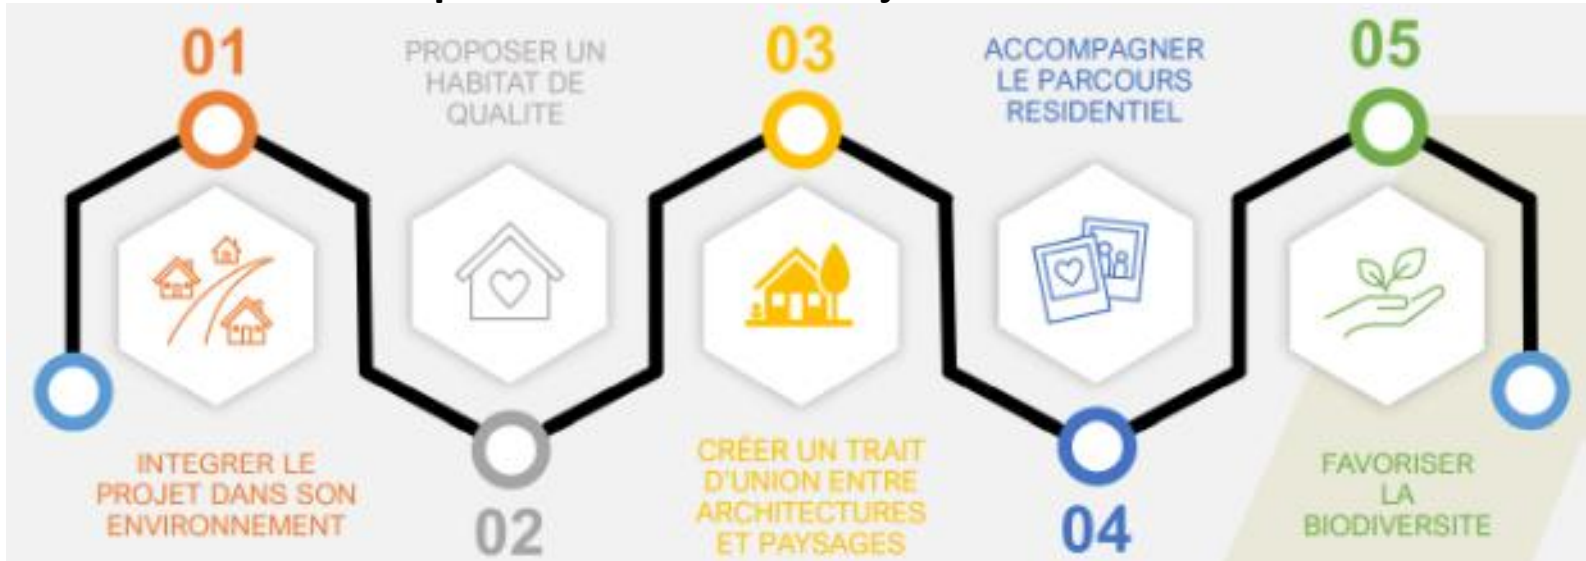 01
INTEGRER LE
PROJET DANS SON
ENVIRONNEMENT
PROPOSER UN
HABITAT DE
QUALITE
02
03
CRÉER UN TRAIT
D'UNION ENTRE
ARCHITECTURES
ET PAYSAGES
ACCOMPAGNER
LE PARCOURS
RESIDENTIEL
04
05
FAVORISER
LA
BIODIVERSITE